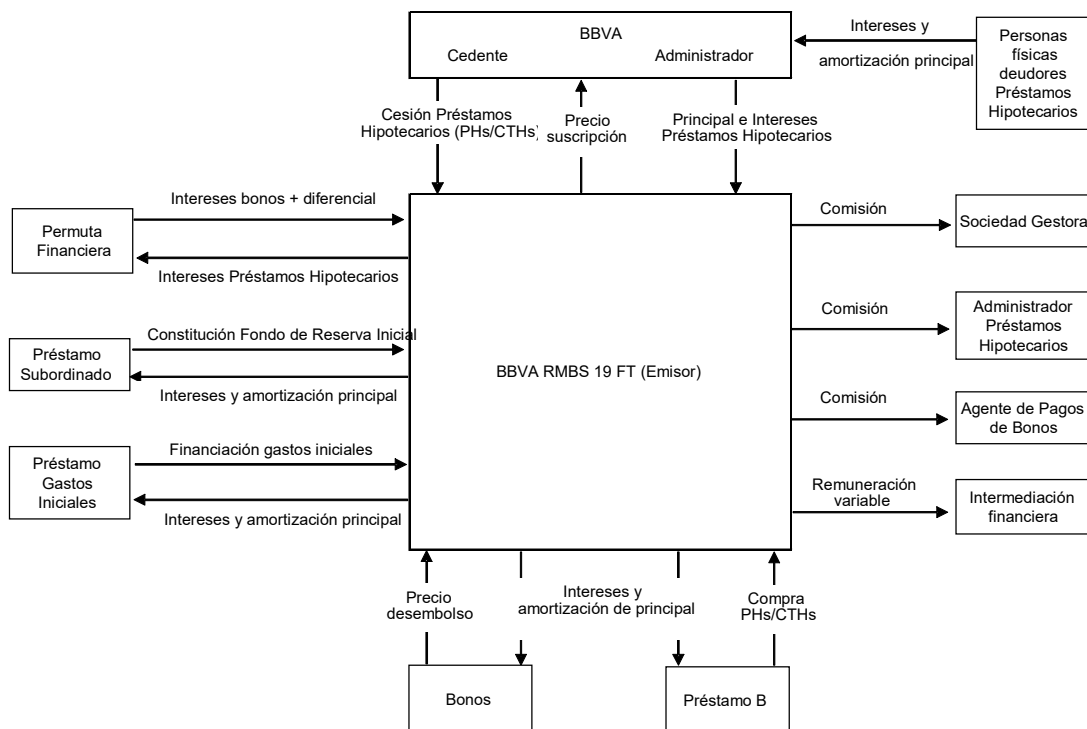 BBVA
Cedente
Administrador
Intereses y
amortización principal
Personas
físicas
deudores
Préstamos
Hipotecarios
Cesión Préstamos
Hipotecarios (PHs/CTHs)
Precio
suscripción
Principal e Intereses
Préstamos Hipotecarios
Permuta
Financiera
Intereses bonos + diferencial
Intereses Préstamos Hipotecarios
Préstamo
Subordinado
Constitución Fondo de Reserva Inicial
Intereses y amortización principal
Préstamo
Gastos
Iniciales
Financiación gastos iniciales
Intereses y amortización principal
BBVA RMBS 19 FT (Emisor)
Comisión
Sociedad Gestora
Comisión
Administrador
Préstamos
Hipotecarios
Comisión
Agente de Pagos
de Bonos
Remuneración
variable
Intermediación
financiera
Precio
desembolso
Intereses y
amortización de principal
Compra
PHs/CTHs
Bonos
Préstamo B